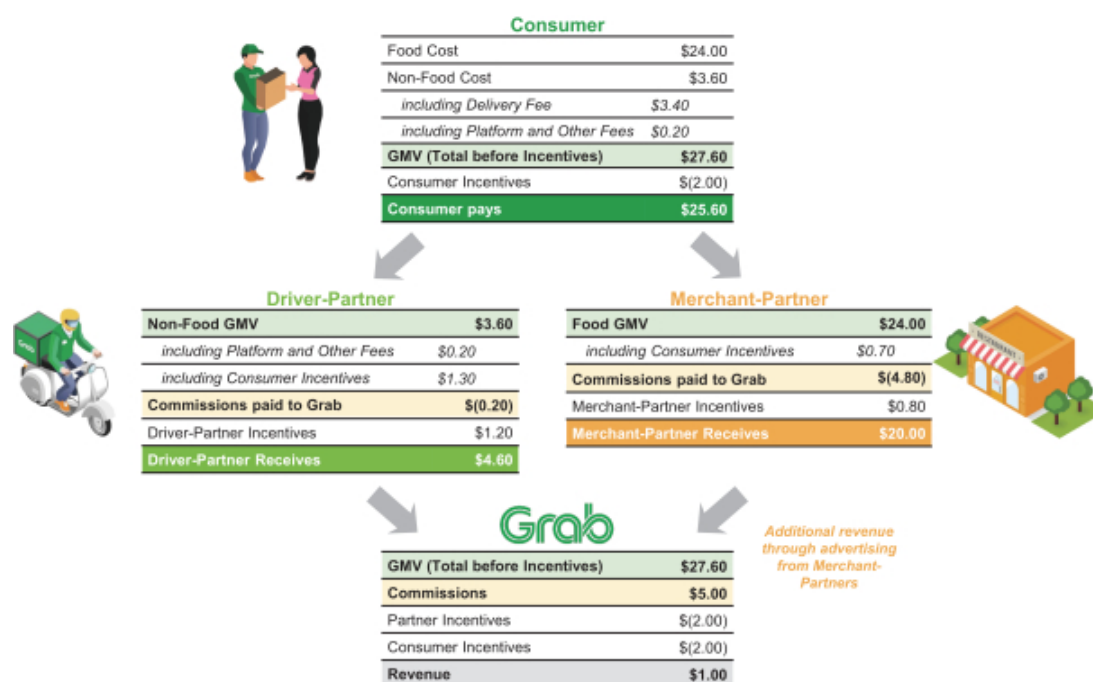 Consumer
Food Cost $24.00
Non-Food Cost $3.60
including Delivery Fee $3.40
including Platform and Other Fees $0.20
GMV (Total before Incentives) $27.60
Consumer Incentives $(2.00)
Consumer pays $25.60
Driver-Partner
Non-Food GMV $3.60
including Platform and Other Fees $0.20
including Consumer Incentives $1.30
Commissions paid to Grab $(0.20)
Driver-Partner Incentives $1.20
Driver-Partner Receives $4.60
Grab
Merchant-Partner
Food GMV $24.00
including Consumer Incentives $0.70
Commissions paid to Grab $(4.80)
Merchant-Partner Incentives $0.80
Merchant-Partner Receives $20.00
RESTAURANT
Grab
GMV (Total before Incentives) $27.60
Commissions $5.00
Partner Incentives $(2.00)
Consumer Incentives $(2.00)
Revenue $1.00
Additional revenue
through advertising
from Merchant-
Partners